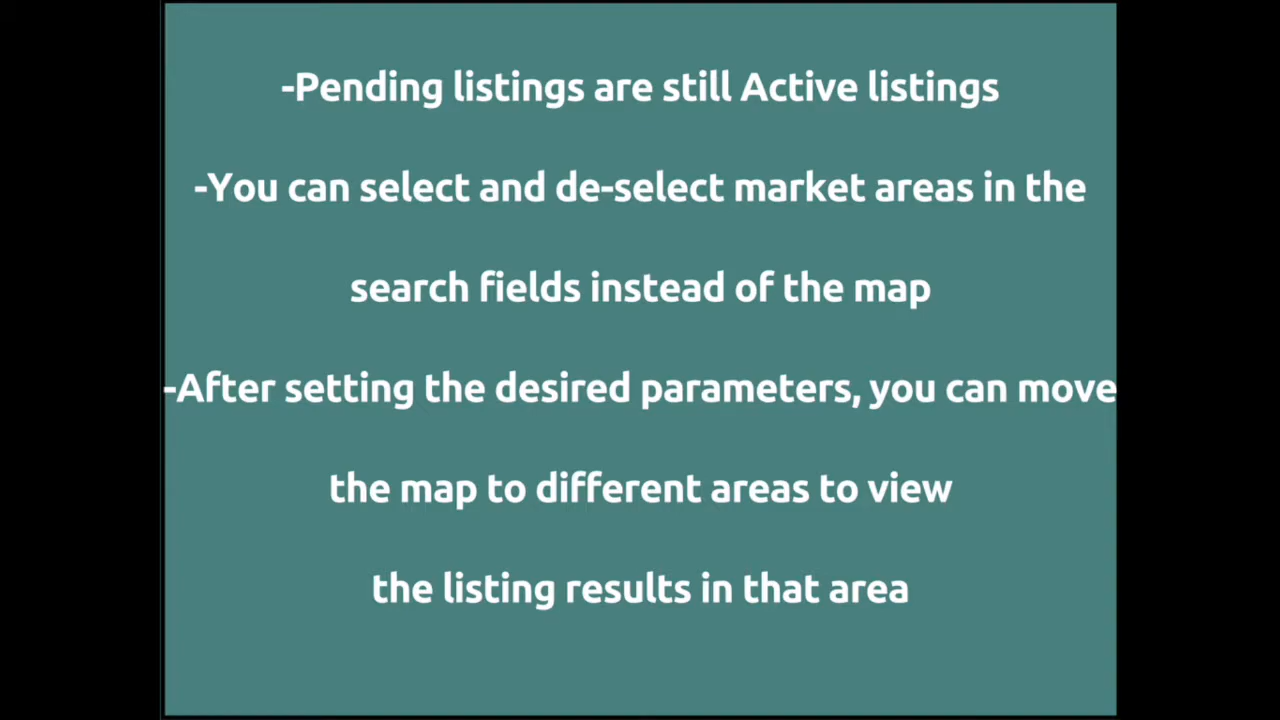 -Pending listings are still Active listings
-You can select and de-select market areas in the
search fields instead of the map
-After setting the desired parameters, you can move
the map to different areas to view
the listing results in that area